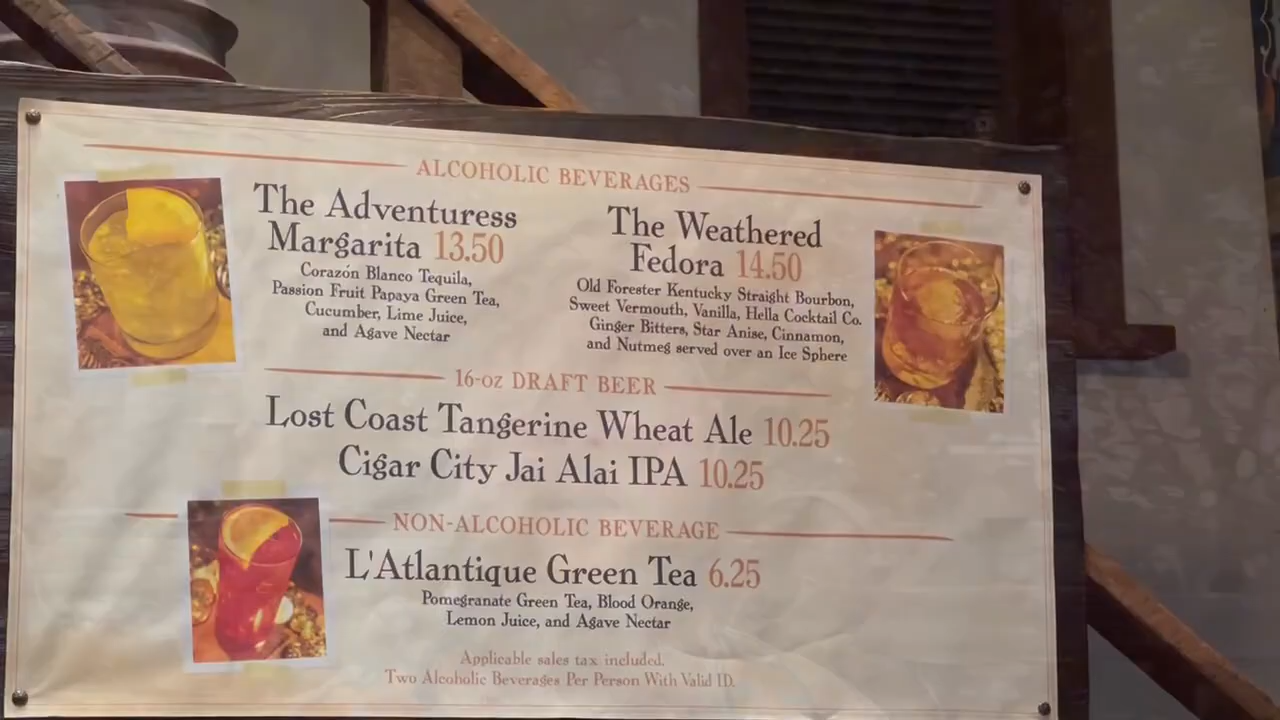 ALCOHOLIC BEVERAGES
The Adventuress
Margarita 13.50
Corazón Blanco Tequila,
Passion Fruit Papaya Green Tea,
Cucumber, Lime Juice,
and Agave Nectar
The Weathered
Fedora 14.50
Old Forester Kentucky Straight Bourbon,
Sweet Vermouth, Vanilla, Hella Cocktail Co.
Ginger Bitters, Star Anise, Cinnamon,
and Nutmeg served over an Ice Sphere
16-oz DRAFT BEER
Lost Coast Tangerine Wheat Ale 10.25
Cigar City Jai Alai IPA 10.25
NON-ALCOHOLIC BEVERAGE
L'Atlantique Green Tea 6.25
Pomegranate Green Tea, Blood Orange,
Lemon Juice, and Agave Nectar
Applicable sales tax included.
Two Alcoholic Beverages Per Person With Valid ID.